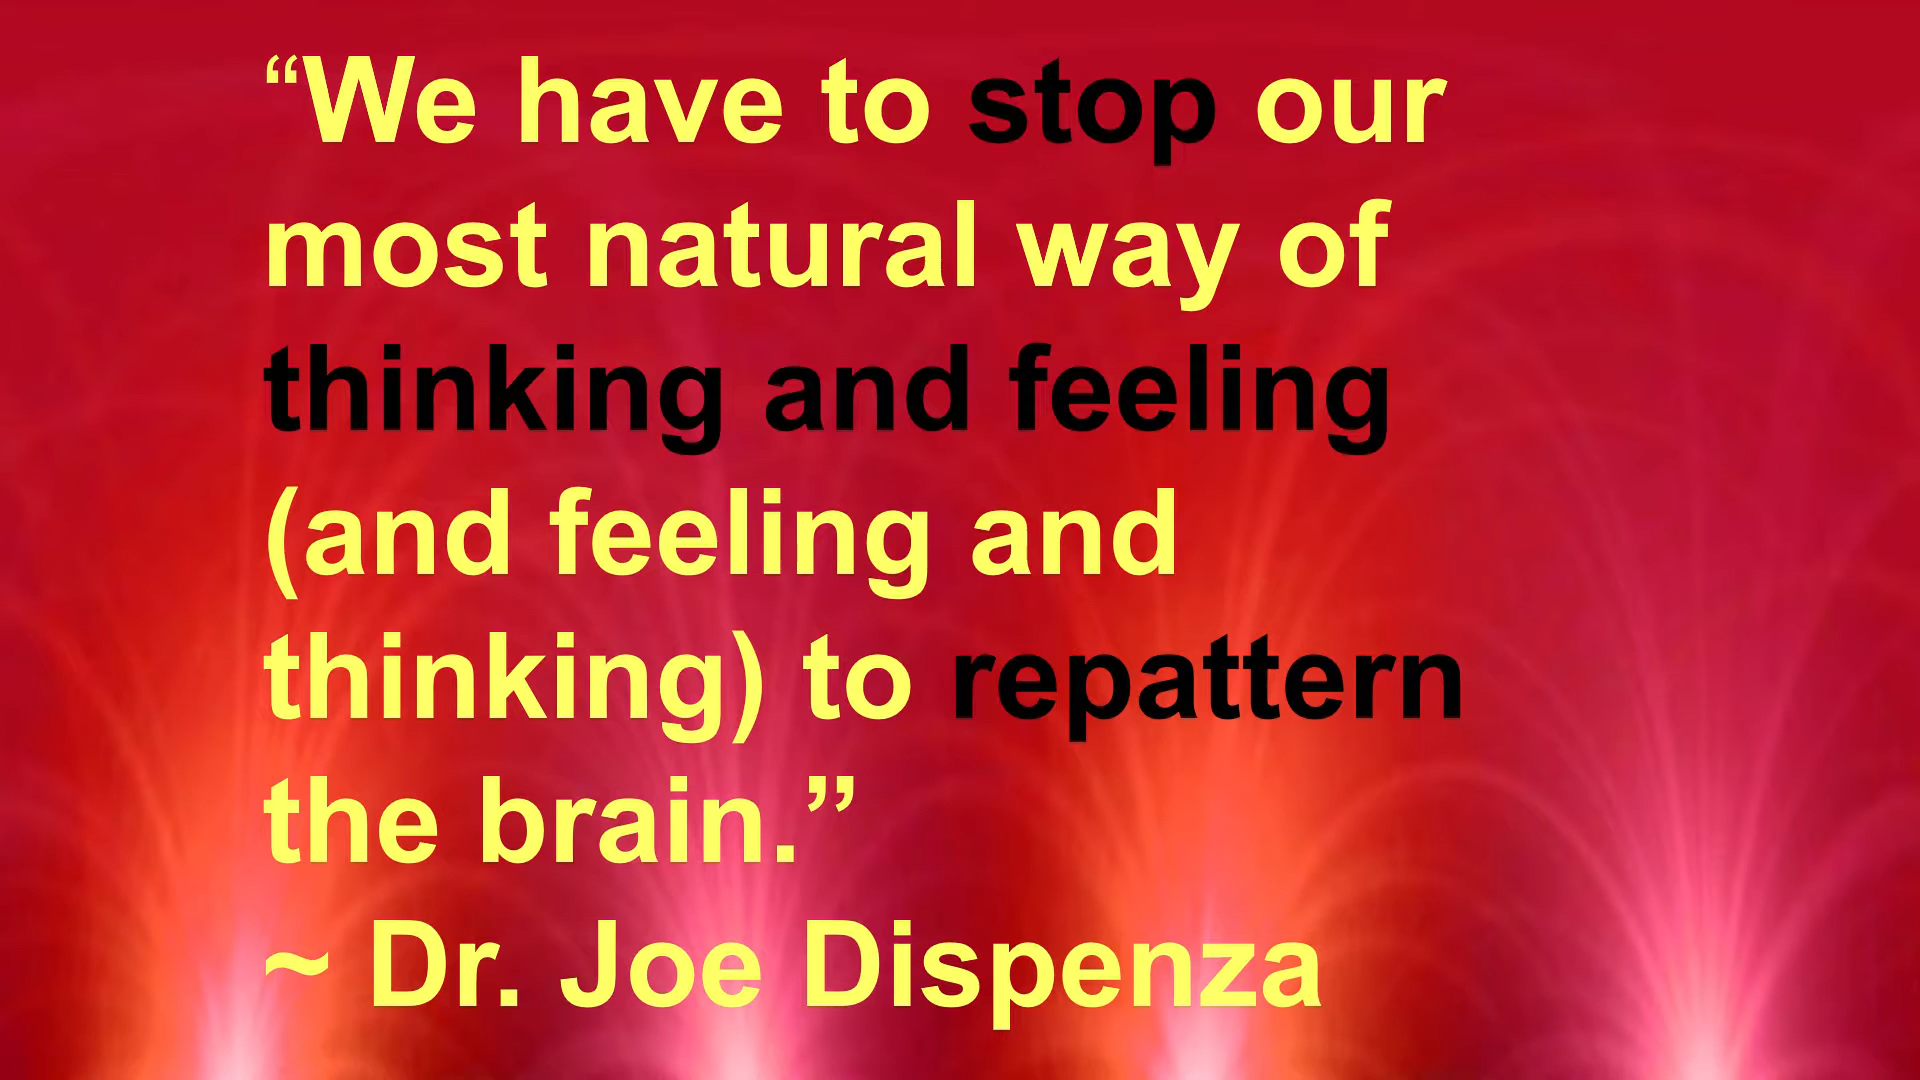 “We have to stop our
most natural way of
thinking and feeling
(and feeling and
thinking) to repattern
the brain.”
~ Dr. Joe Dispenza